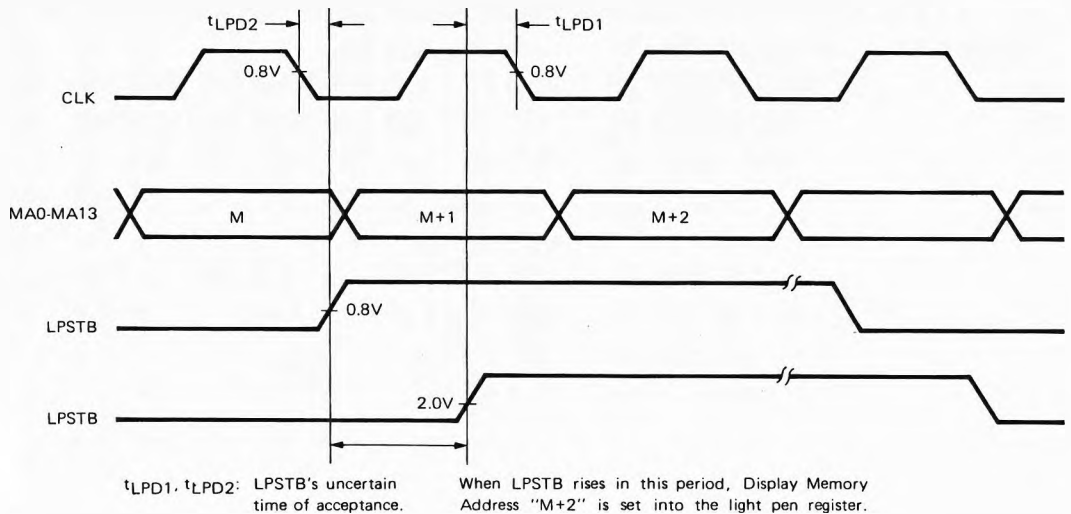 tLPD2
tLPD1
0.8V
0.8V
CLK
MA0-MA13
M
M+1
M+2
0.8V
LPSTB
2.0V
LPSTB
tLPD1, tLPD2: LPSTB's uncertain
time of acceptance.
When LPSTB rises in this period, Display Memory
Address "M+2" is set into the light pen register.